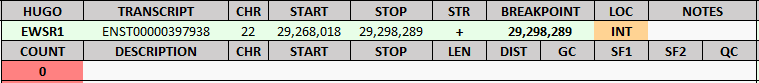 HUGO TRANSCRIPT CHR START STOP STR BREAKPOINT LOC NOTES
EWSR1 ENST00000397938 22 29,268,018 29,298,289 + 29,298,289 INT
COUNT DESCRIPTION CHR START STOP LEN DIST GC SF1 SF2 QC
0